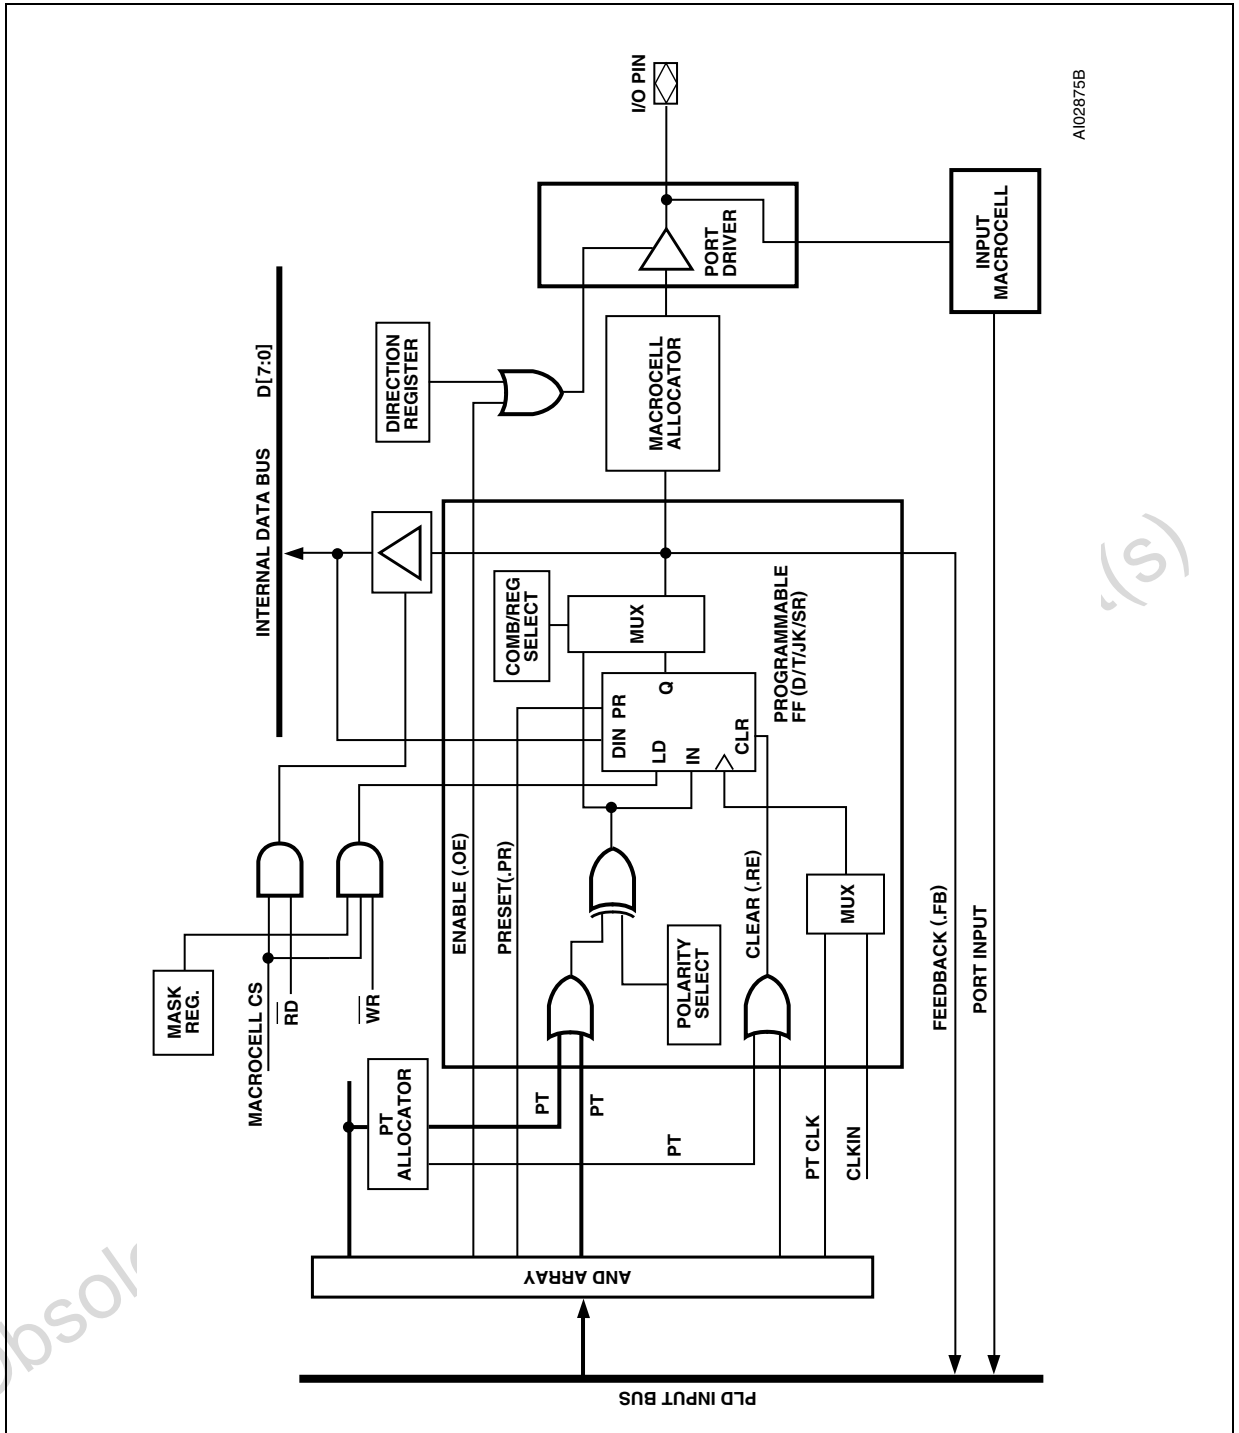 I/O PIN
AI02875B
PORT
DRIVER
INPUT
MACROCELL
INTERNAL DATA BUS D[7:0]
DIRECTION
REGISTER
MACROCELL
ALLOCATOR
COMB/REG
SELECT
MUX
PROGRAMMABLE
FF (D/T/JK/SR)
DIN PR
LD
Q
IN
CLR
ENABLE (.OE)
PRESET(.PR)
CLEAR (.RE)
MUX
POLARITY
SELECT
FEEDBACK (.FB)
PORT INPUT
MASK
REG.
MACROCELL CS
RD
WR
PT
ALLOCATOR
PT
PT
PT
PT CLK
CLKIN
AND ARRAY
PLD INPUT BUS